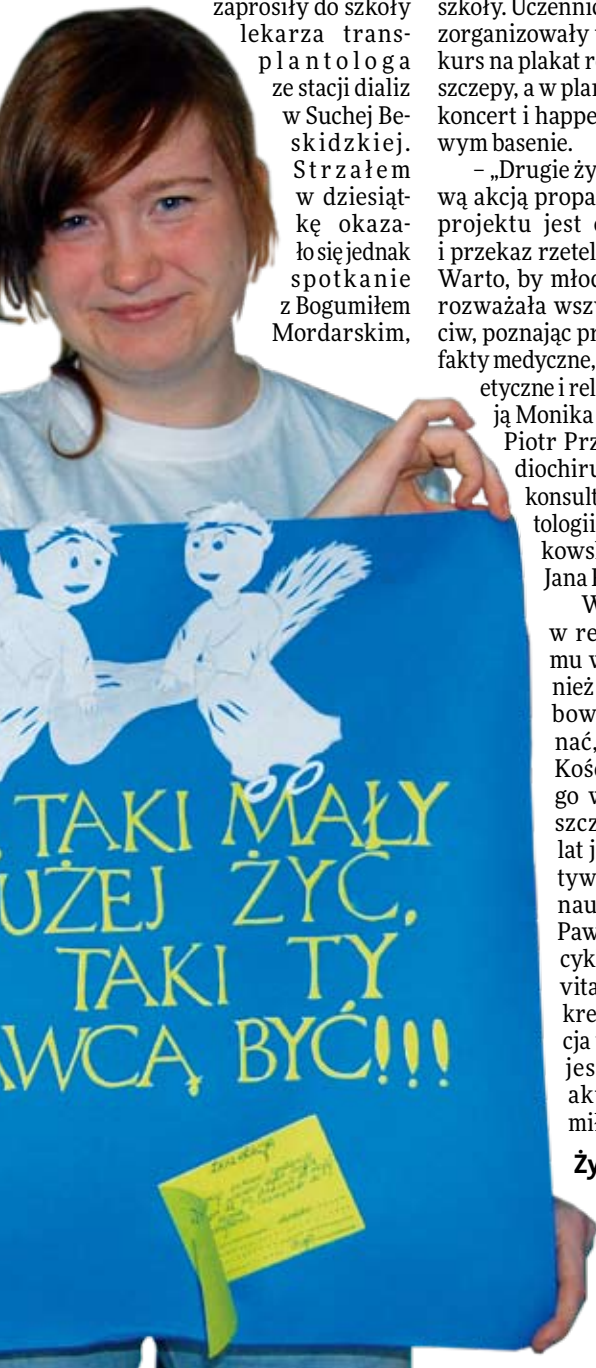 zaprosiły do szkoły
lekarza trans-
plantologa
ze stacji dializ
w Suchej Be-
skidzkiej.
Strzałem
w dziesiąt-
kę okaza-
ło się jednak
spotkanie
z Bogumiłem
Mordarskim,
szkoły. Uczennic
zorganizowały
kurs na plakat r
szczepy, a w plan
koncert i happe
wym basenie.
– „Drugie ży
wą akcją propa
projektu jest
i przekaz rzetel
Warto, by młod
rozważała wszy
ciw, poznając pr
fakty medyczne,
etyczne i rel
ją Monika
Piotr Prz
diochiru
konsult
tologii
kowsk
Jana
W
w re
mu w
nież
bow
nać,
Kośc
go w
szcz
lat j
tyw
nau
Paw
cyk
vita
kre
cja
jes
ak
mi
Ży
TAKI MAŁY
UŻEJ ŻYĆ,
TAKI TY
AWCĄ BYĆ!!!